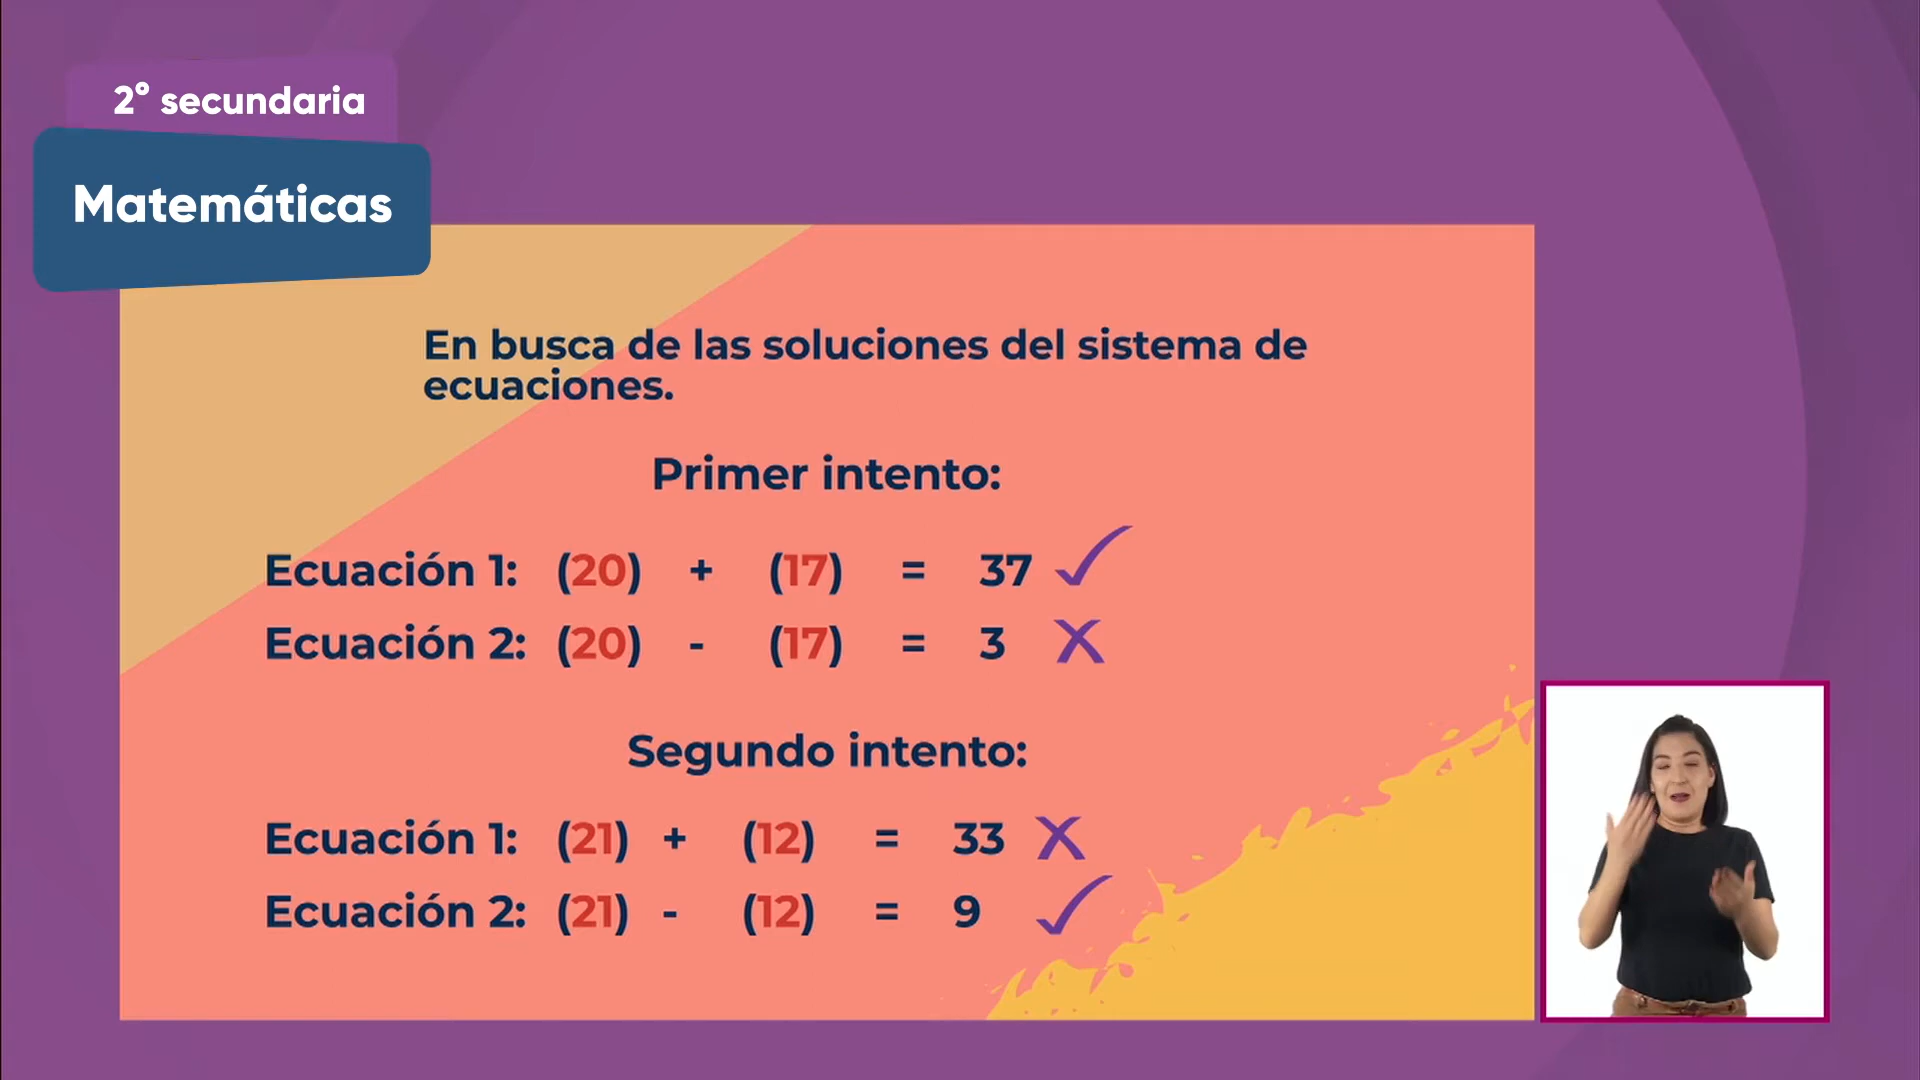 2° secundaria
Matemáticas
En busca de las soluciones del sistema de
ecuaciones.
Primer intento:
Ecuación 1: (20) + (17) = 37 ✓
Ecuación 2: (20) - (17) = 3 X
Segundo intento:
Ecuación 1: (21) + (12) = 33 X
Ecuación 2: (21) - (12) = 9 ✓